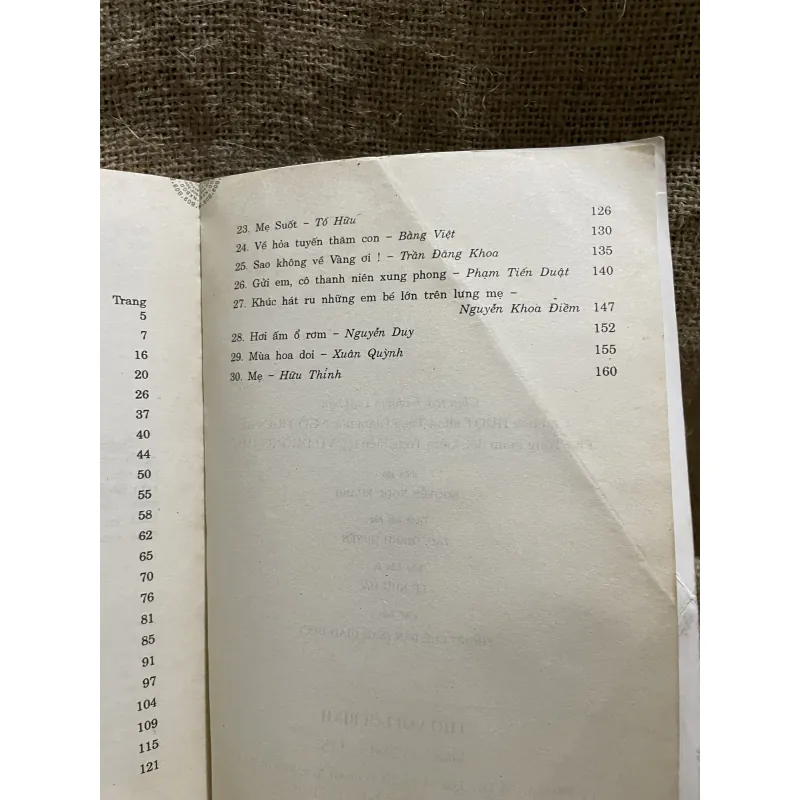 Trang
5
7
16
20
26
37
40
44
50
55
58
62
65
70
76
81
85
91
97
104
109
115
121
23. Mẹ Suốt – Tố Hữu 126
24. Về hỏa tuyến thăm con – Bằng Việt 130
25. Sao không về Vàng ơi ! – Trần Đăng Khoa 135
26. Gửi em, cô thanh niên xung phong – Phạm Tiến Duật 140
27. Khúc hát ru những em bé lớn trên lưng mẹ –
Nguyễn Khoa Điềm 147
28. Hơi ấm ổ rơm – Nguyễn Duy 152
29. Mùa hoa doi – Xuân Quỳnh 155
30. Mẹ – Hữu Thỉnh 160